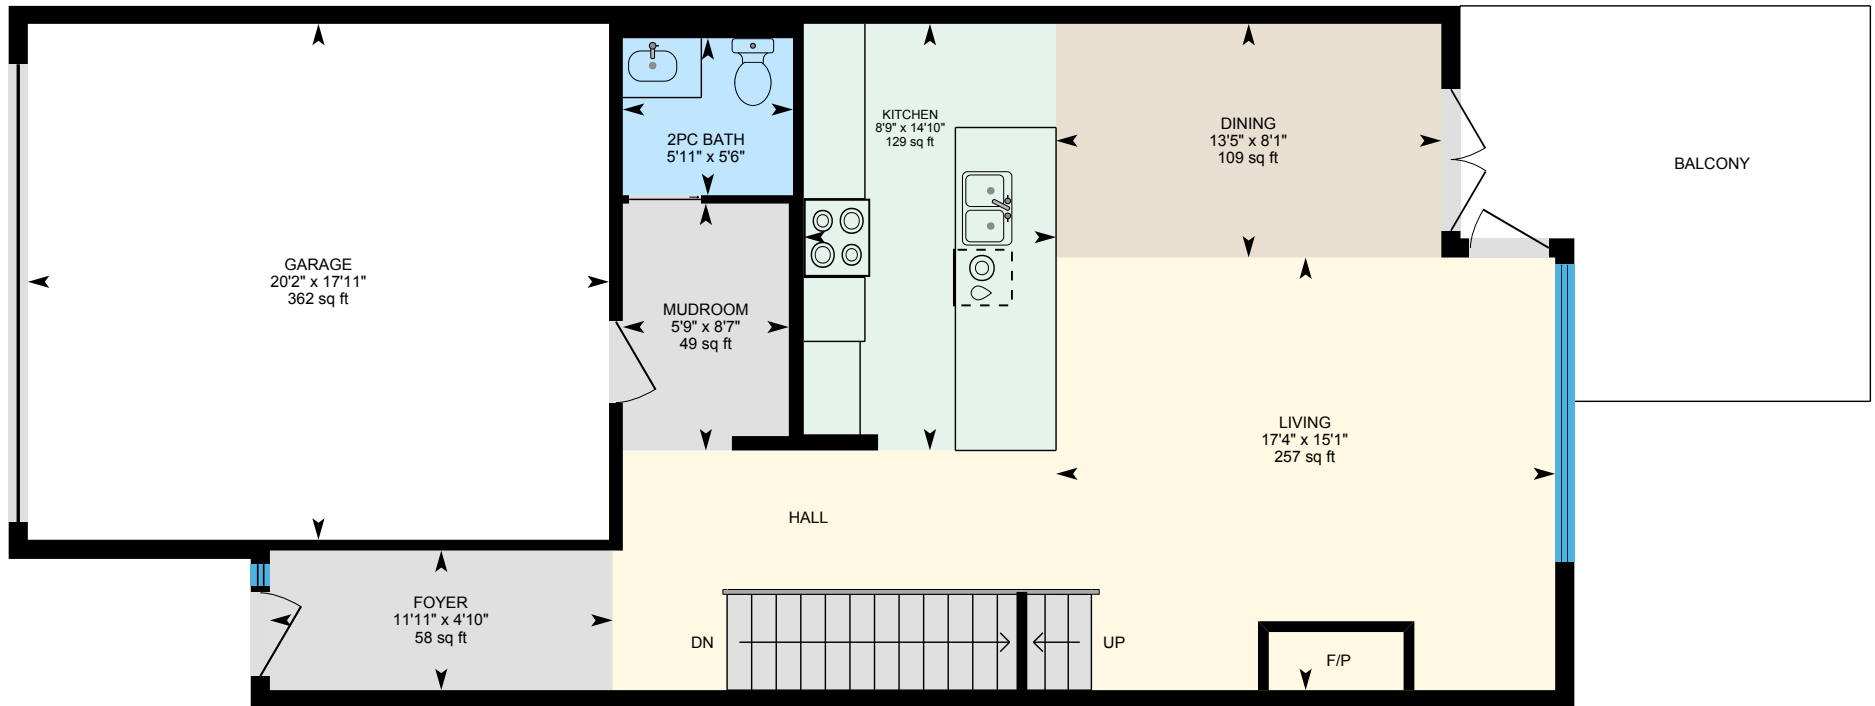 GARAGE
20'2" x 17'11"
362 sq ft
2PC BATH
5'11" x 5'6"
KITCHEN
8'9" x 14'10"
129 sq ft
DINING
13'5" x 8'1"
109 sq ft
BALCONY
MUDROOM
5'9" x 8'7"
49 sq ft
LIVING
17'4" x 15'1"
257 sq ft
HALL
FOYER
11'11" x 4'10"
58 sq ft
DN
UP
F/P